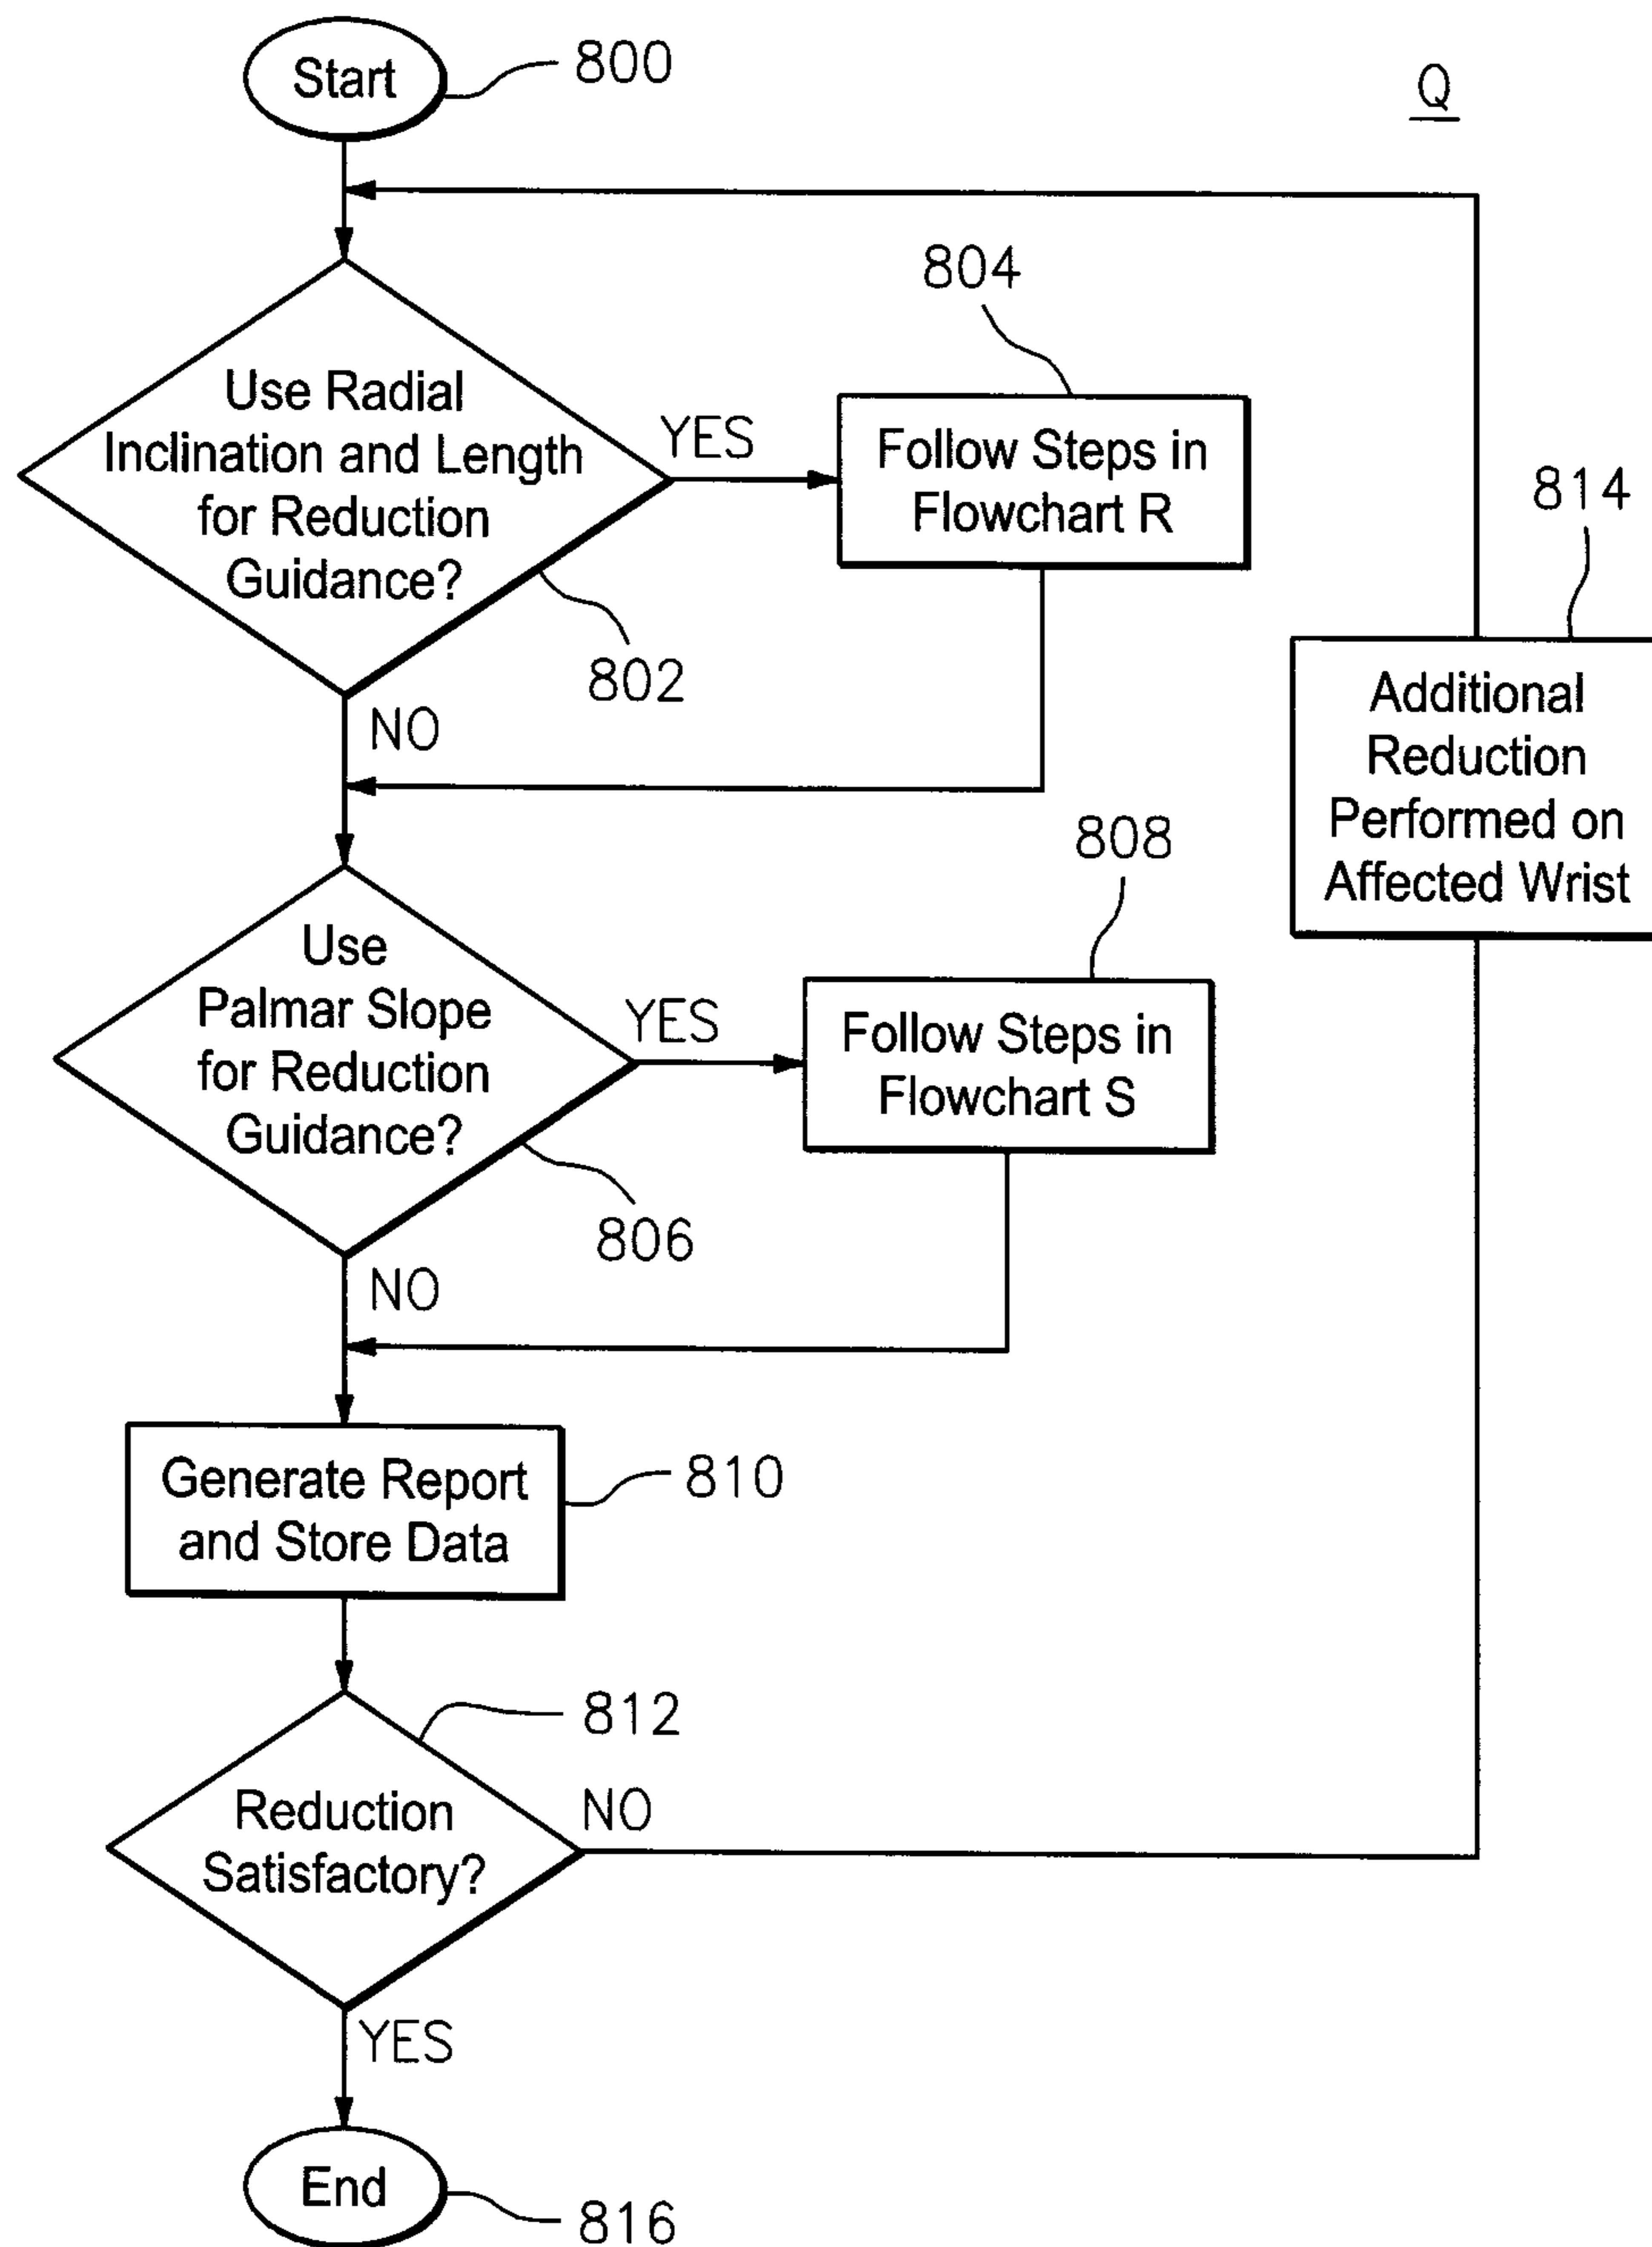 Start
800
Q
804
Use Radial
Inclination and Length
for Reduction
Guidance?
YES
Follow Steps in
Flowchart R
802
NO
814
Additional
Reduction
Performed on
Affected Wrist
808
Use
Palmar Slope
for Reduction
Guidance?
YES
Follow Steps in
Flowchart S
806
NO
Generate Report
and Store Data
810
812
Reduction
Satisfactory?
NO
YES
End
816